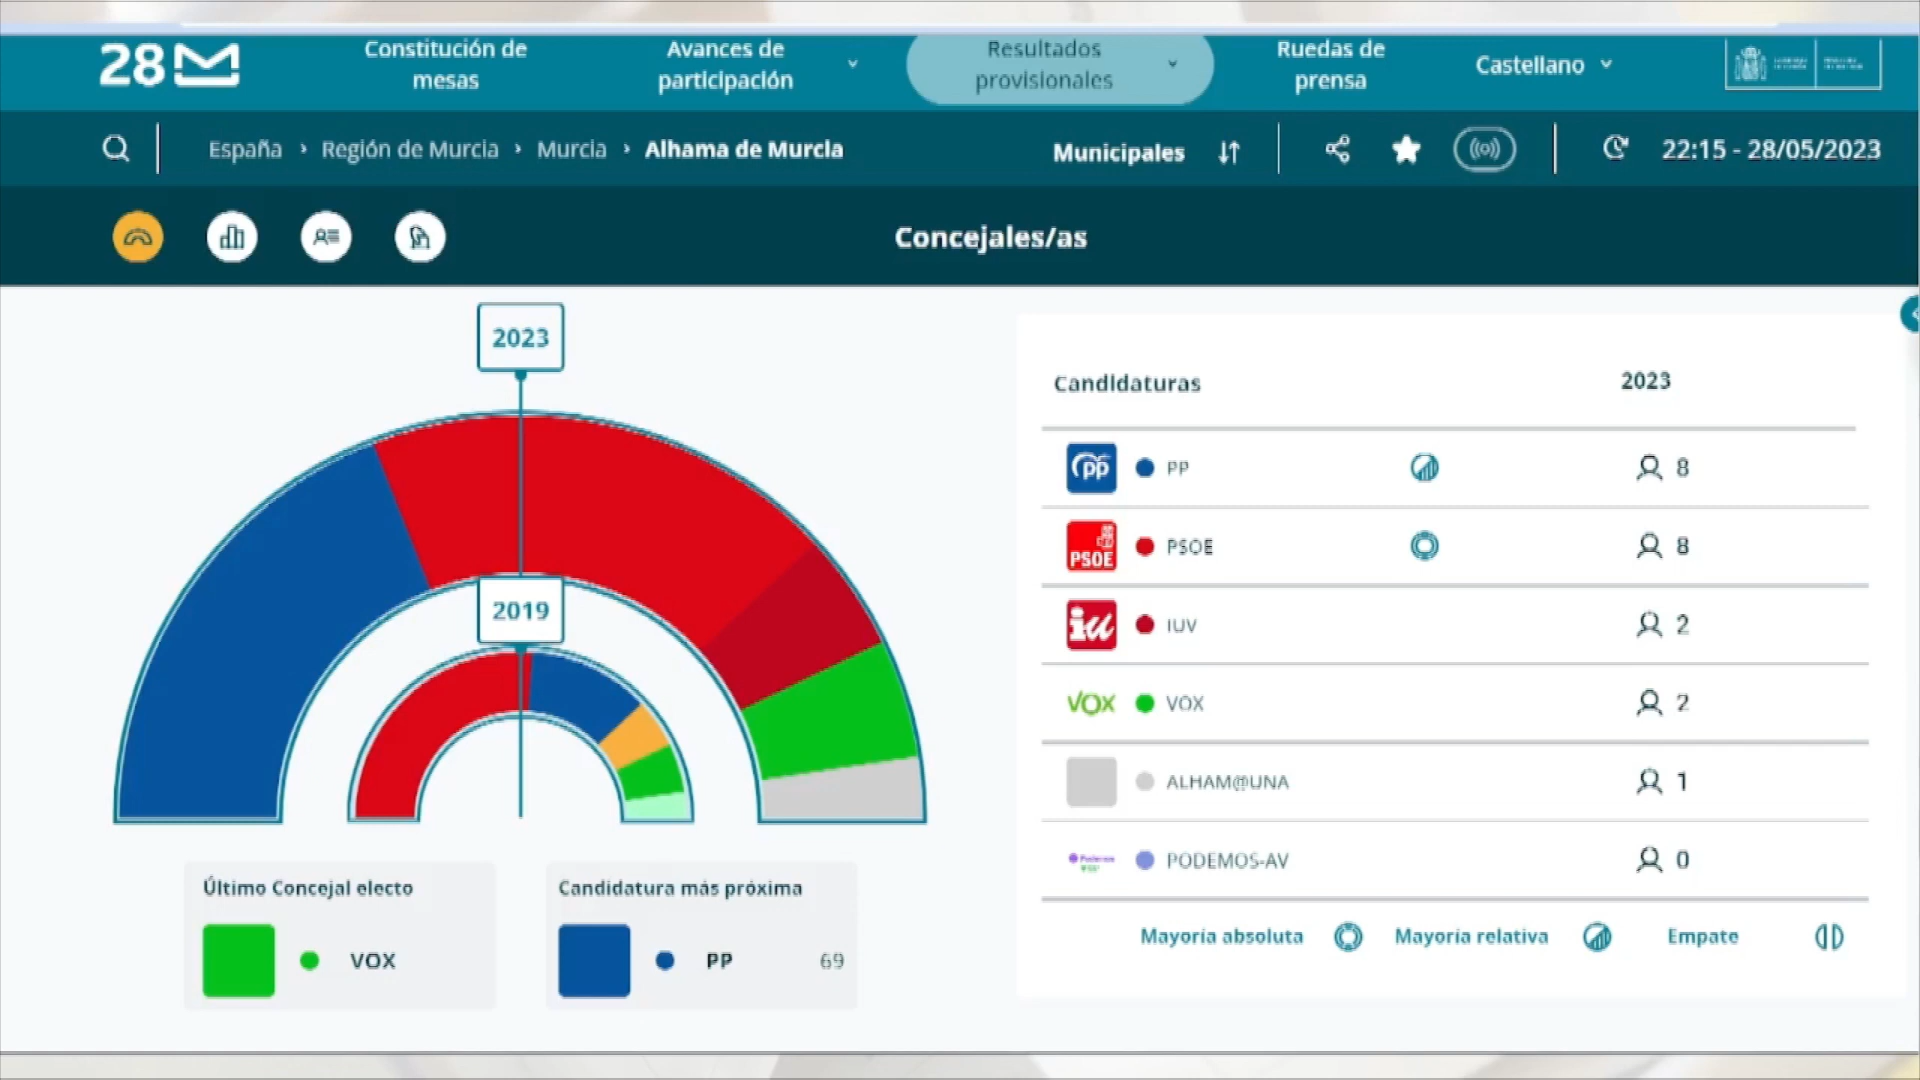 28M
Constitución de
mesas
Avances de
participación
Resultados
provisionales
Ruedas de
prensa
Castellano
España › Región de Murcia › Murcia › Alhama de Murcia
Municipales
22:15 - 28/05/2023
Concejales/as
2023
2019
Último Concejal electo
VOX
Candidatura más próxima
PP 69
Candidaturas 2023
PP PP 8
PSOE PSOE 8
iu IUV 2
VOX VOX 2
ALHAM@UNA 1
Podemos PODEMOS-AV 0
Mayoría absoluta Mayoría relativa Empate